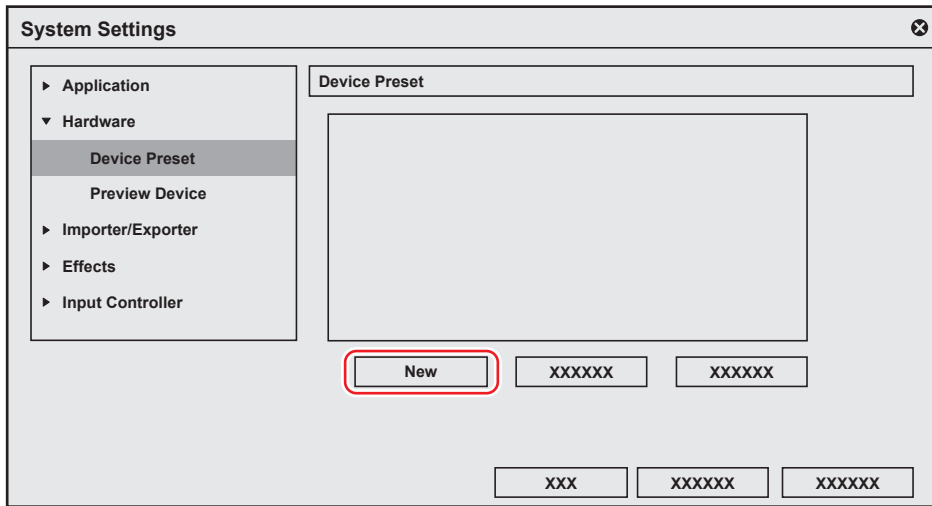 System Settings
Application
Hardware
Device Preset
Preview Device
Importer/Exporter
Effects
Input Controller
Device Preset
New XXXXXX XXXXXX
XXX XXXXXX XXXXXX